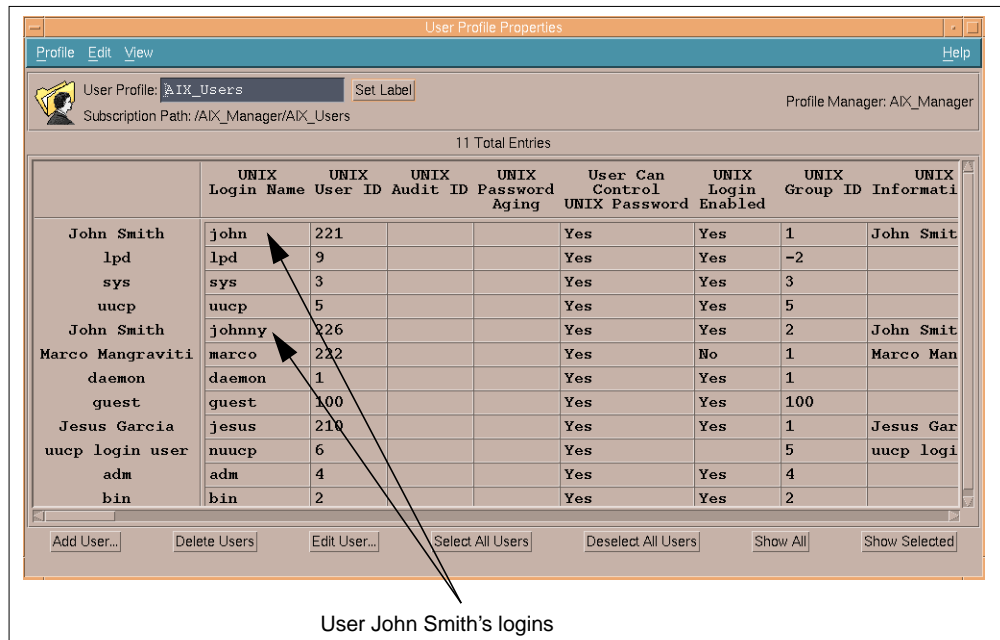 User Profile Properties
Profile Edit View Help
User Profile: AIX_Users Set Label
Profile Manager: AIX_Manager
Subscription Path: /AIX_Manager/AIX_Users
11 Total Entries
UNIX Login Name UNIX User ID UNIX Audit ID UNIX Password Aging User Can Control UNIX Password UNIX Login Enabled UNIX Group ID UNIX Informati
John Smith john 221 Yes Yes 1 John Smit
lpd lpd 9 Yes Yes -2
sys sys 3 Yes Yes 3
uucp uucp 5 Yes Yes 5
John Smith johnny 226 Yes Yes 2 John Smit
Marco Mangraviti marco 222 Yes No 1 Marco Man
daemon daemon 1 Yes Yes 1
guest guest 100 Yes Yes 100
Jesus Garcia jesus 210 Yes Yes 1 Jesus Gar
uucp login user nuucp 6 Yes 5 uucp logi
adm adm 4 Yes Yes 4
bin bin 2 Yes Yes 2
Add User... Delete Users Edit User... Select All Users Deselect All Users Show All Show Selected
User John Smith's logins